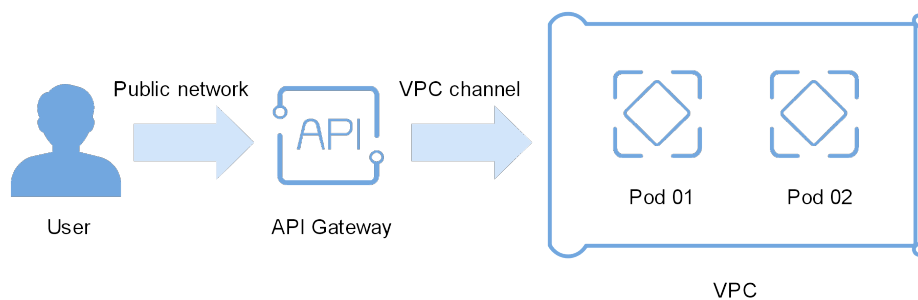 Public network
VPC channel
API
Pod 01
Pod 02
User
API Gateway
VPC